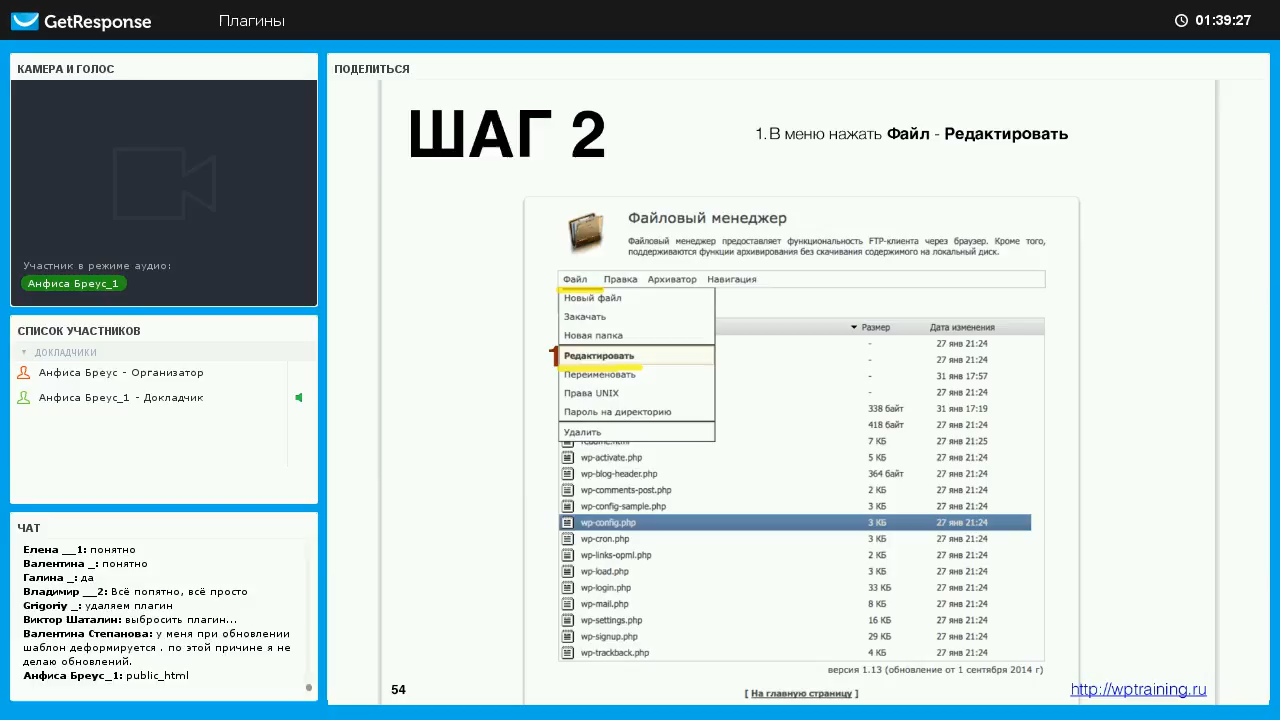 GetResponse
Плагины
01:39:27
КАМЕРА И ГОЛОС
Участник в режиме аудио:
Анфиса Бреус_1
СПИСОК УЧАСТНИКОВ
ДОКЛАДЧИКИ
Анфиса Бреус - Организатор
Анфиса Бреус_1 - Докладчик
ЧАТ
Елена __1: понятно
Валентина _: понятно
Галина _: да
Владимир __2: Всё попятно, всё просто
Grigoriy _: удаляем плагин
Виктор Шаталин: выбросить плагин...
Валентина Степанова: у меня при обновлении
шаблон деформируется . по этой причине я не
делаю обновлений.
Анфиса Бреус_1: public_html
ПОДЕЛИТЬСЯ
ШАГ 2
1. В меню нажать Файл - Редактировать
Файловый менеджер
Файловый менеджер предоставляет функциональность FTP-клиента через браузер. Кроме того,
поддерживаются функции архивирования без скачивания содержимого на локальный диск.
Файл Правка Архиватор Навигация
Новый файл
Закачать
Новая папка
1 Редактировать
Переименовать
Права UNIX
Пароль на директорию
Удалить
Размер Дата изменения
- 27 янв 21:24
- 27 янв 21:24
- 31 янв 17:57
- 27 янв 21:24
338 байт 31 янв 17:19
418 байт 27 янв 21:24
readme.html 7 КБ 27 янв 21:25
wp-activate.php 5 КБ 27 янв 21:24
wp-blog-header.php 364 байт 27 янв 21:24
wp-comments-post.php 2 КБ 27 янв 21:24
wp-config-sample.php 3 КБ 27 янв 21:24
wp-config.php 3 КБ 27 янв 21:24
wp-cron.php 3 КБ 27 янв 21:24
wp-links-opml.php 2 КБ 27 янв 21:24
wp-load.php 3 КБ 27 янв 21:24
wp-login.php 33 КБ 27 янв 21:24
wp-mail.php 8 КБ 27 янв 21:24
wp-settings.php 16 КБ 27 янв 21:24
wp-signup.php 29 КБ 27 янв 21:24
wp-trackback.php 4 КБ 27 янв 21:24
версия 1.13 (обновление от 1 сентября 2014 г)
[ На главную страницу ]
54
http://wptraining.ru